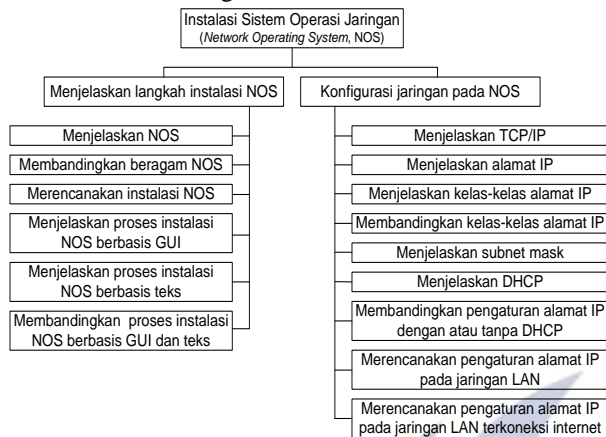 Instalasi Sistem Operasi Jaringan
(Network Operating System, NOS)
Menjelaskan langkah instalasi NOS
Menjelaskan NOS
Membandingkan beragam NOS
Merencanakan instalasi NOS
Menjelaskan proses instalasi
NOS berbasis GUI
Menjelaskan proses instalasi
NOS berbasis teks
Membandingkan proses instalasi
NOS berbasis GUI dan teks
Konfigurasi jaringan pada NOS
Menjelaskan TCP/IP
Menjelaskan alamat IP
Menjelaskan kelas-kelas alamat IP
Membandingkan kelas-kelas alamat IP
Menjelaskan subnet mask
Menjelaskan DHCP
Membandingkan pengaturan alamat IP
dengan atau tanpa DHCP
Merencanakan pengaturan alamat IP
pada jaringan LAN
Merencanakan pengaturan alamat IP
pada jaringan LAN terkoneksi internet